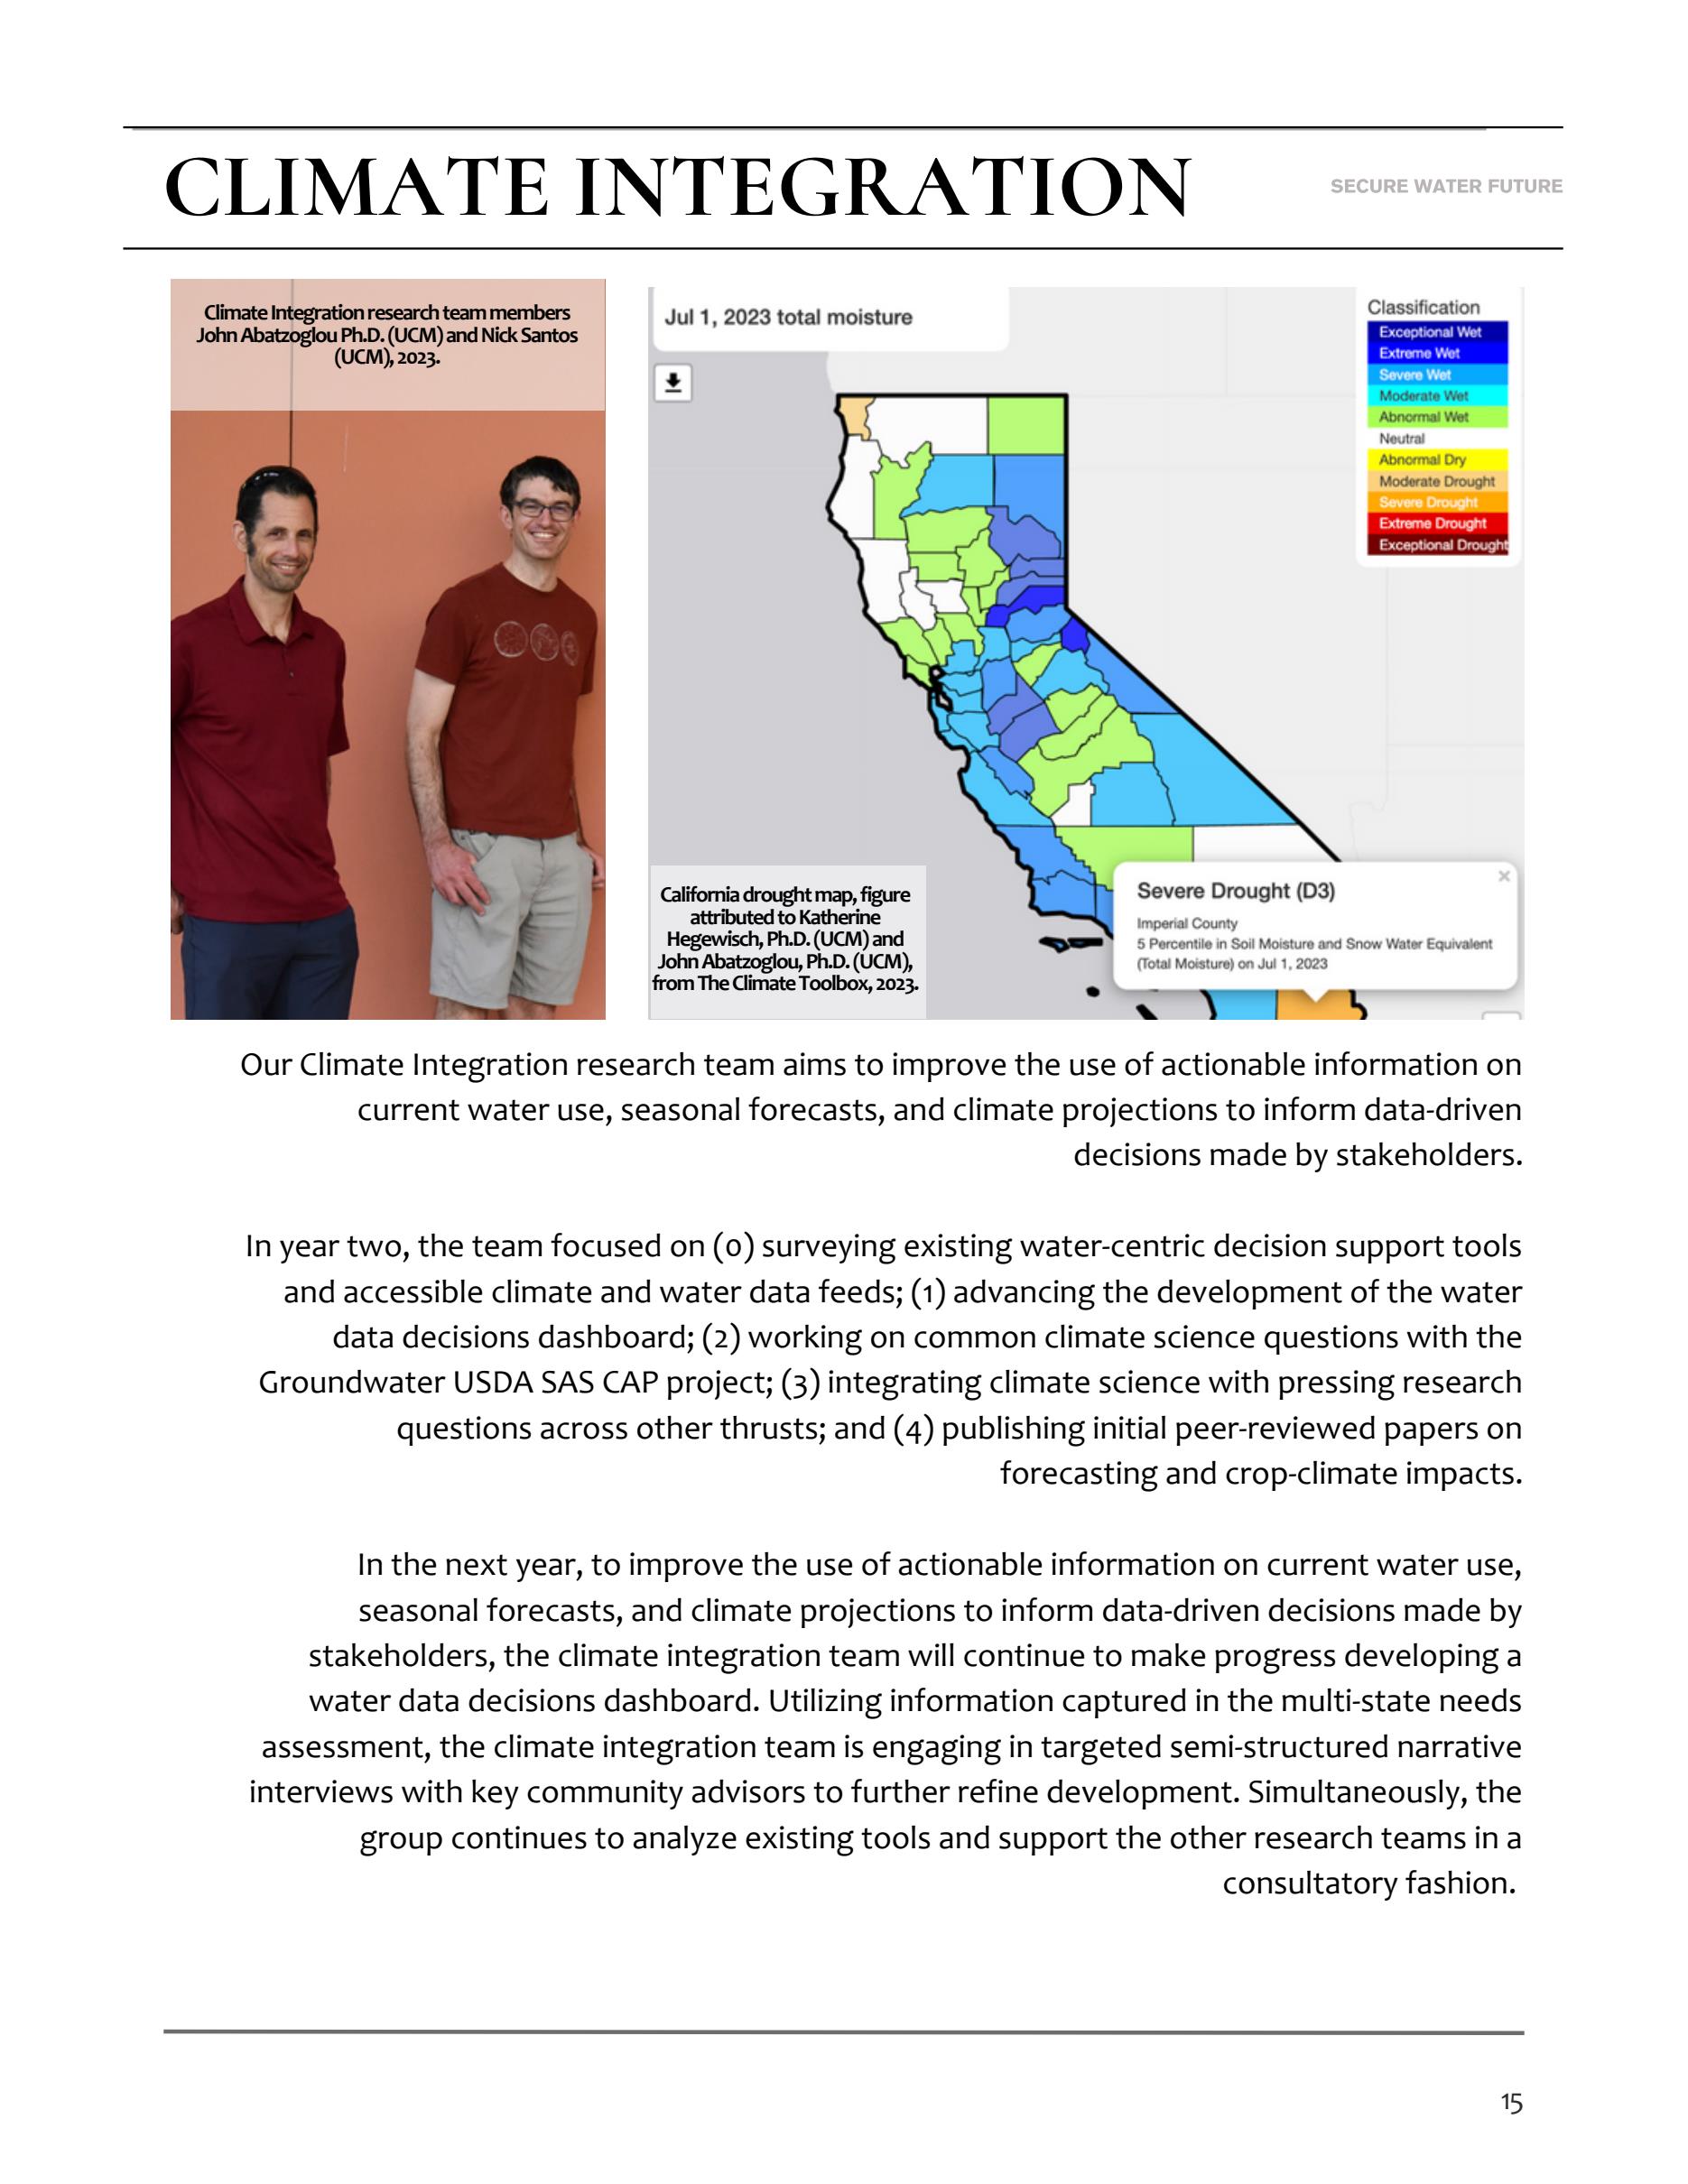 CLIMATE INTEGRATION
SECURE WATER FUTURE
Climate Integration research team members
John Abatzoglou Ph.D. (UCM) and Nick Santos
(UCM), 2023.
Jul 1, 2023 total moisture
Classification
Exceptional Wet
Extreme Wet
Severe Wet
Moderate Wet
Abnormal Wet
Neutral
Abnormal Dry
Moderate Drought
Severe Drought
Extreme Drought
Exceptional Drought
California drought map, figure
attributed to Katherine
Hegewisch, Ph.D. (UCM) and
John Abatzoglou, Ph.D. (UCM),
from The Climate Toolbox, 2023.
Severe Drought (D3)
Imperial County
5 Percentile in Soil Moisture and Snow Water Equivalent
(Total Moisture) on Jul 1, 2023
Our Climate Integration research team aims to improve the use of actionable information on
current water use, seasonal forecasts, and climate projections to inform data-driven
decisions made by stakeholders.
In year two, the team focused on (0) surveying existing water-centric decision support tools
and accessible climate and water data feeds; (1) advancing the development of the water
data decisions dashboard; (2) working on common climate science questions with the
Groundwater USDA SAS CAP project; (3) integrating climate science with pressing research
questions across other thrusts; and (4) publishing initial peer-reviewed papers on
forecasting and crop-climate impacts.
In the next year, to improve the use of actionable information on current water use,
seasonal forecasts, and climate projections to inform data-driven decisions made by
stakeholders, the climate integration team will continue to make progress developing a
water data decisions dashboard. Utilizing information captured in the multi-state needs
assessment, the climate integration team is engaging in targeted semi-structured narrative
interviews with key community advisors to further refine development. Simultaneously, the
group continues to analyze existing tools and support the other research teams in a
consultatory fashion.
15